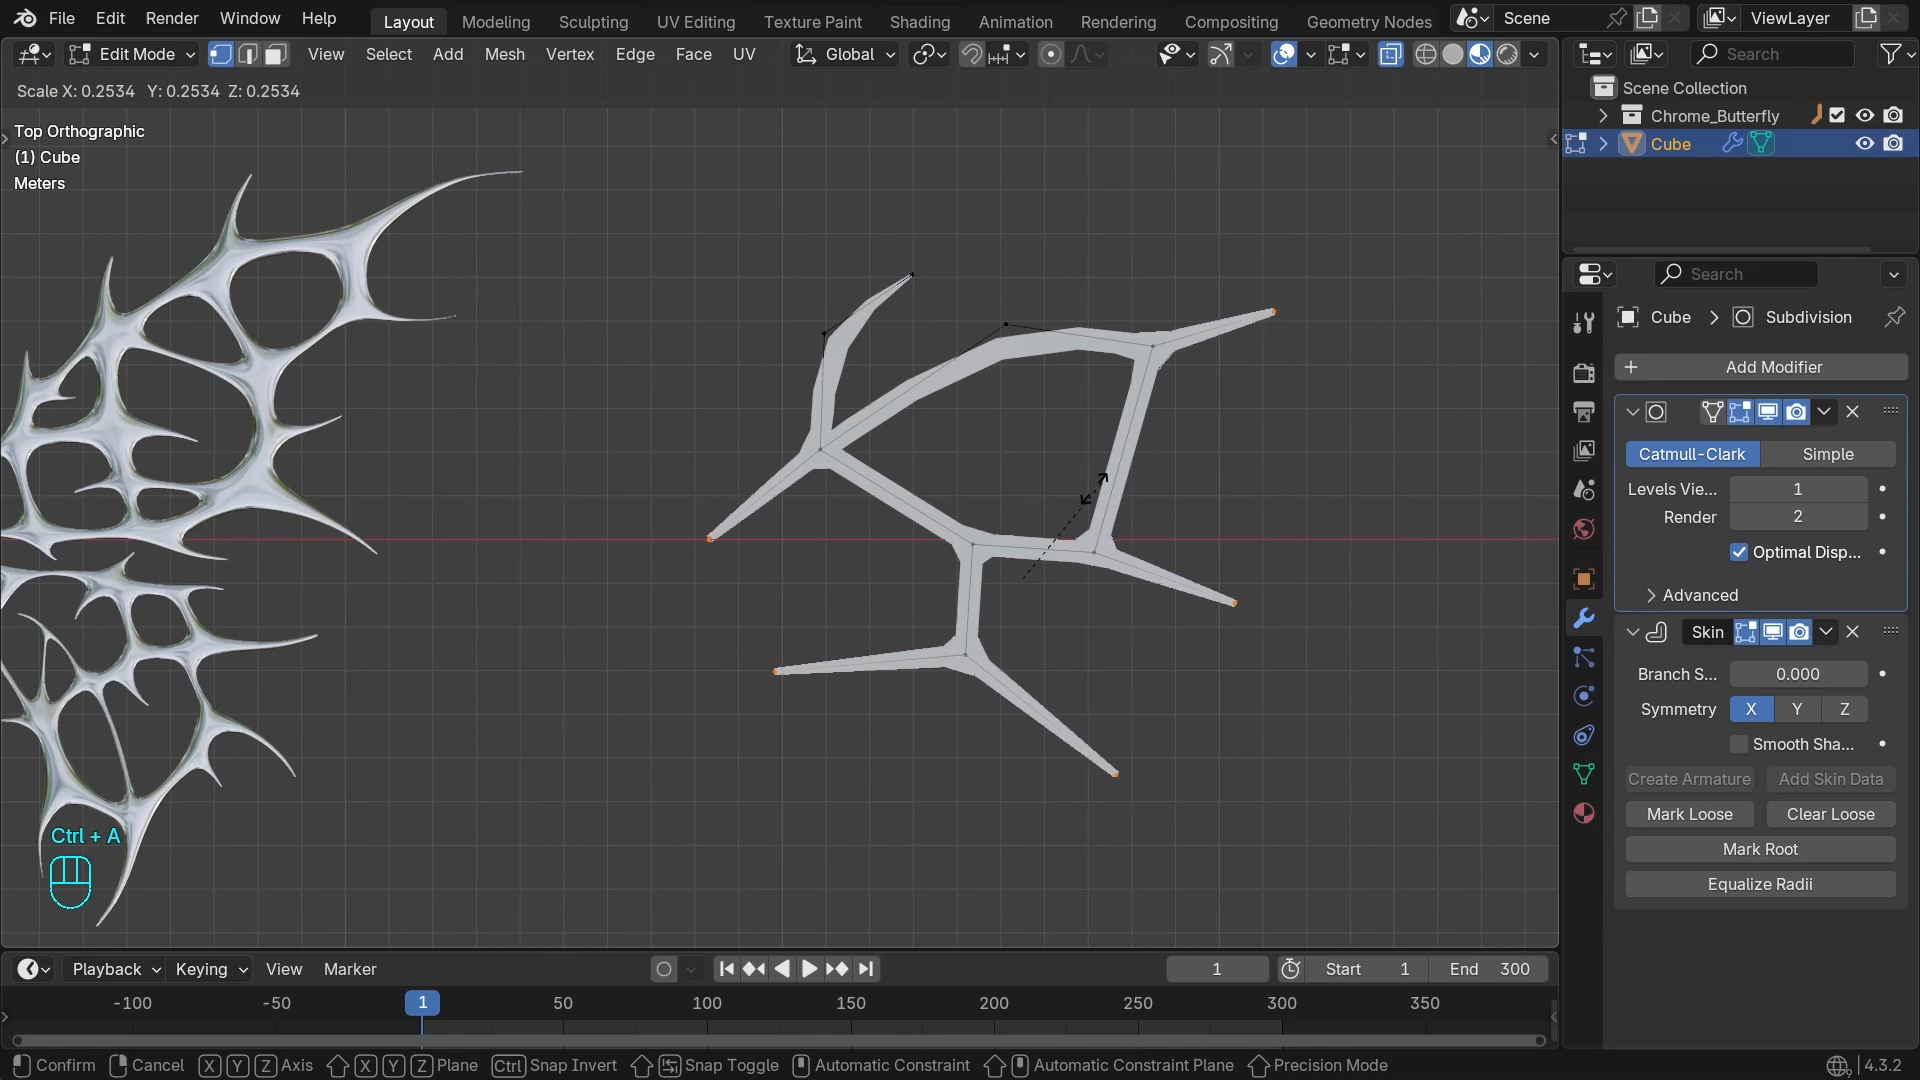 File Edit Render Window Help Layout Modeling Sculpting UV Editing Texture Paint Shading Animation Rendering Compositing Geometry Nodes Scene ViewLayer
Edit Mode View Select Add Mesh Vertex Edge Face UV Global Search
Scale X: 0.2534 Y: 0.2534 Z: 0.2534
Scene Collection
Top Orthographic
Chrome_Butterfly
(1) Cube
Cube
Meters
Search
Cube > Subdivision
+ Add Modifier
Catmull-Clark Simple
Levels Vie... 1
Render 2
Optimal Disp...
Advanced
Skin
Branch S... 0.000
Symmetry X Y Z
Smooth Sha...
Create Armature Add Skin Data
Mark Loose Clear Loose
Mark Root
Equalize Radii
Ctrl + A
Playback Keying View Marker 1 Start 1 End 300
-100 -50 1 50 100 150 200 250 300 350
Confirm Cancel X Y Z Axis X Y Z Plane Ctrl Snap Invert Snap Toggle Automatic Constraint Automatic Constraint Plane Precision Mode 4.3.2